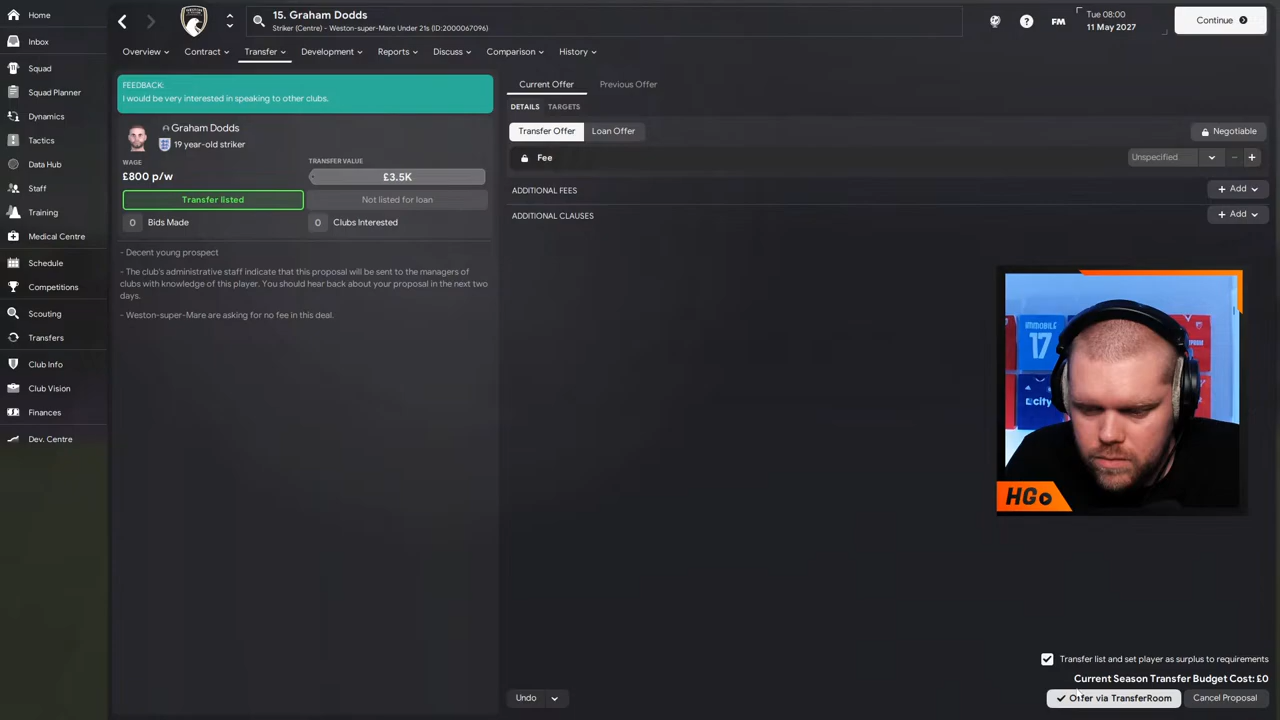 Home
15. Graham Dodds
Striker (Centre) - Weston-super-Mare Under 21s (ID:2000067096)
FM
Tue 08:00
11 May 2027
Continue
Inbox
Overview
Contract
Transfer
Development
Reports
Discuss
Comparison
History
Squad
Squad Planner
Dynamics
Tactics
Data Hub
Staff
Training
Medical Centre
Schedule
Competitions
Scouting
Transfers
Club Info
Club Vision
Finances
Dev. Centre
FEEDBACK:
I would be very interested in speaking to other clubs.
Graham Dodds
19 year-old striker
WAGE
£800 p/w
TRANSFER VALUE
£3.5K
Transfer listed
Not listed for loan
0 Bids Made
0 Clubs Interested
- Decent young prospect
- The club's administrative staff indicate that this proposal will be sent to the managers of
clubs with knowledge of this player. You should hear back about your proposal in the next two
days.
- Weston-super-Mare are asking for no fee in this deal.
Current Offer
Previous Offer
DETAILS
TARGETS
Transfer Offer
Loan Offer
Negotiable
Fee
Unspecified
ADDITIONAL FEES
+ Add
ADDITIONAL CLAUSES
+ Add
IMMOBILE
17
city
HGo
Transfer list and set player as surplus to requirements
Current Season Transfer Budget Cost: £0
Undo
Offer via TransferRoom
Cancel Proposal